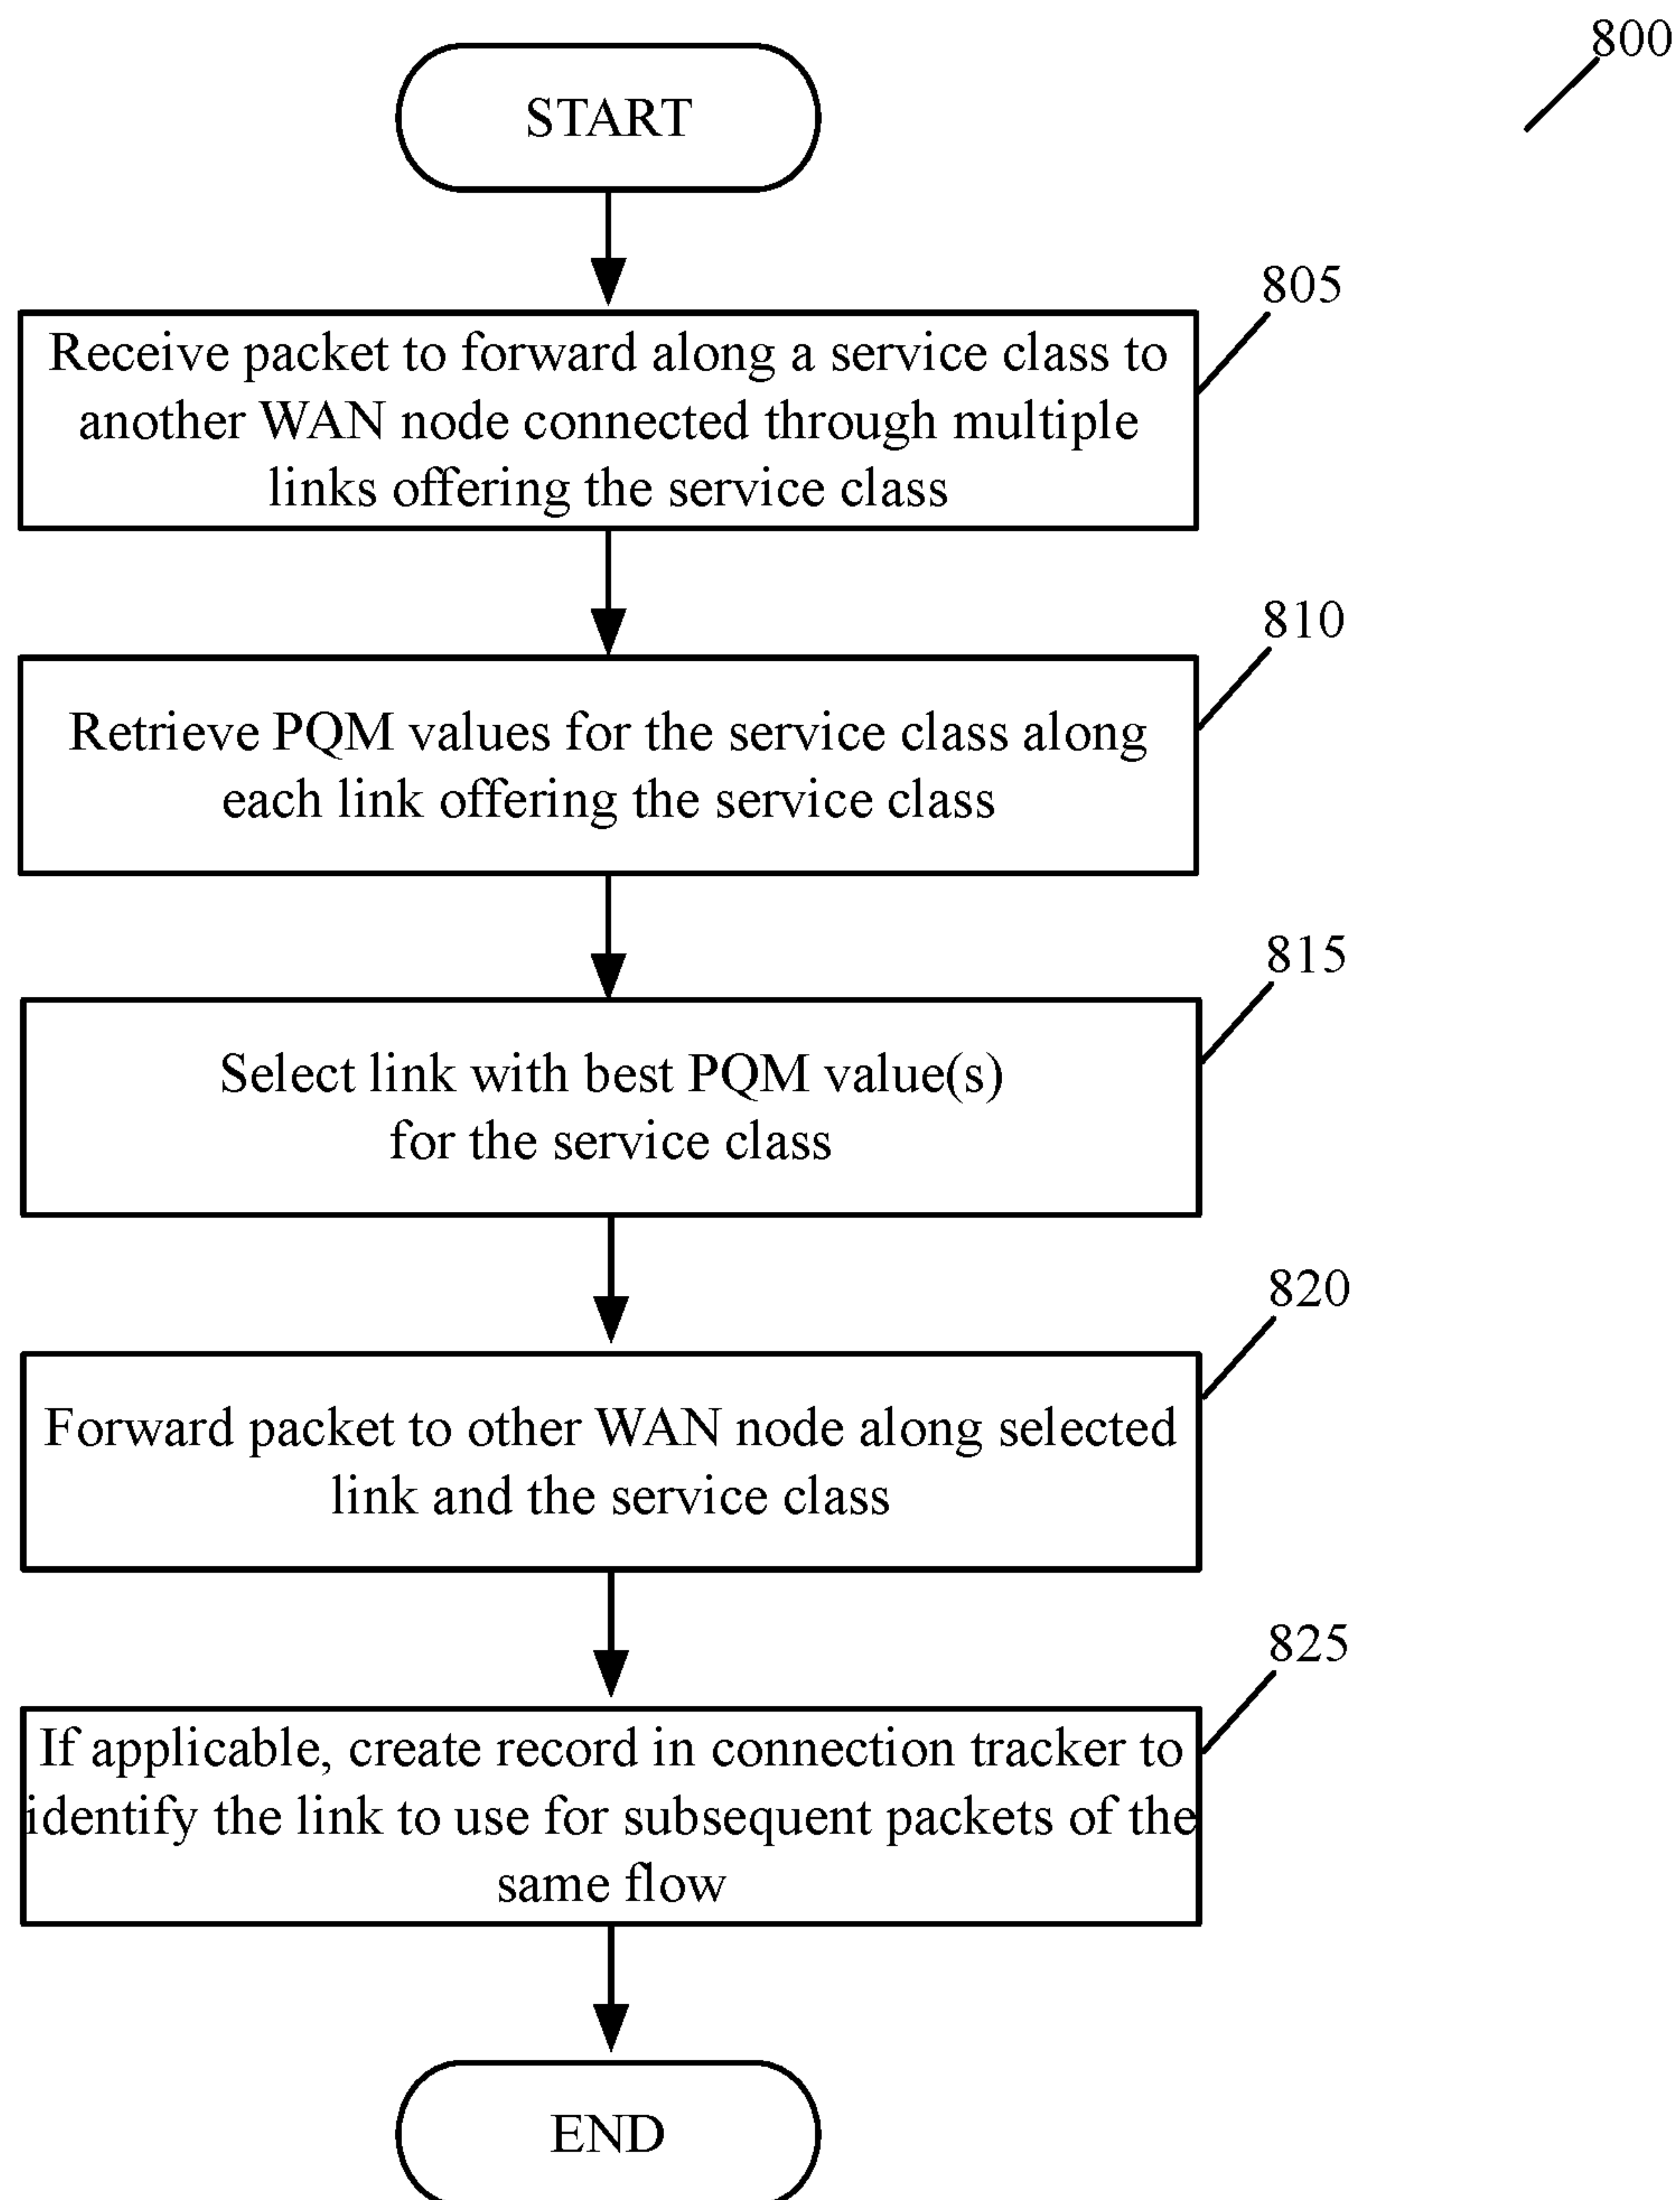 800
START
805
Receive packet to forward along a service class to
another WAN node connected through multiple
links offering the service class
810
Retrieve PQM values for the service class along
each link offering the service class
815
Select link with best PQM value(s)
for the service class
820
Forward packet to other WAN node along selected
link and the service class
825
If applicable, create record in connection tracker to
identify the link to use for subsequent packets of the
same flow
END